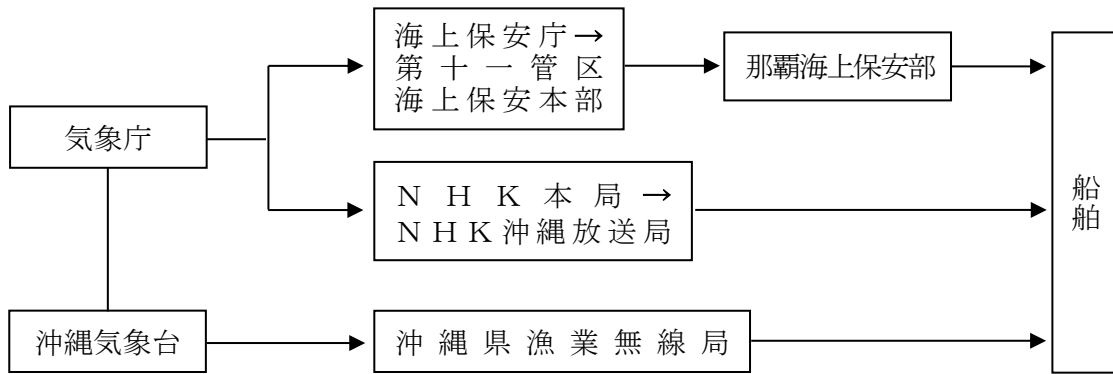 海上保安庁→
第十一管区
海上保安本部
那覇海上保安部
気象庁
ＮＨＫ本局→
ＮＨＫ沖縄放送局
船舶
沖縄気象台
沖縄県漁業無線局